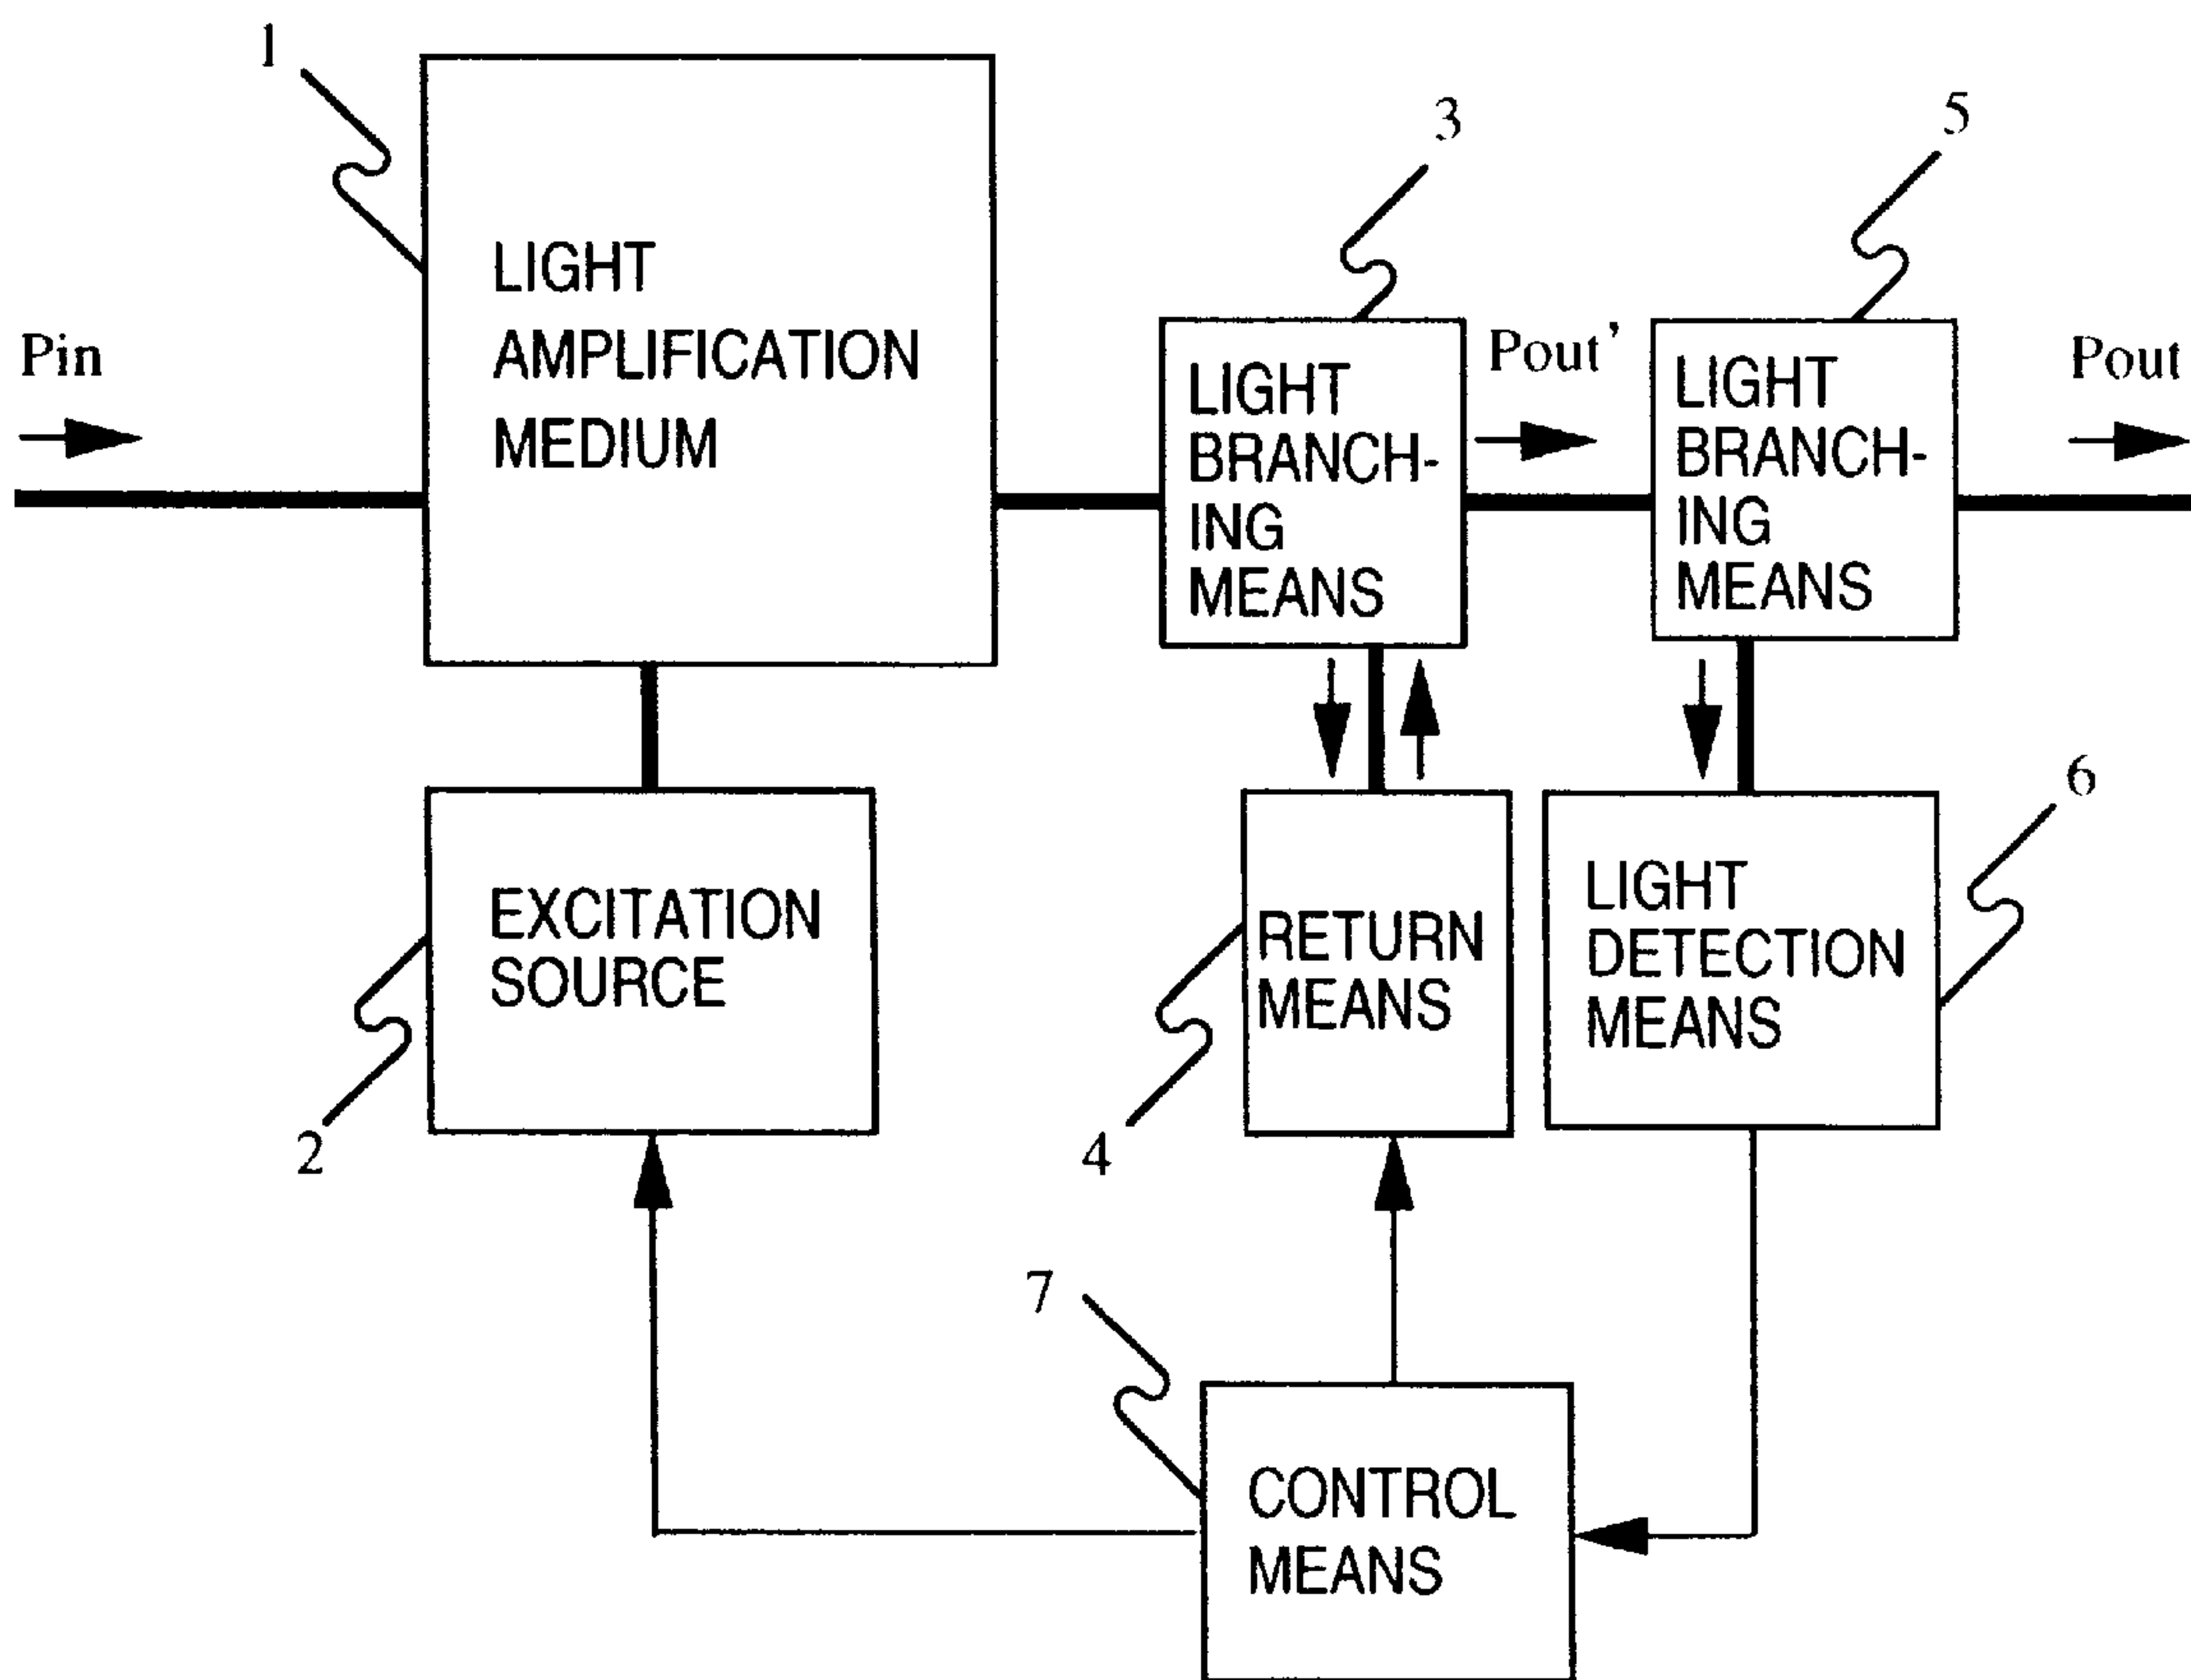 1
LIGHT
AMPLIFICATION
MEDIUM
Pin
3
LIGHT
BRANCH-
ING
MEANS
Pout’
5
LIGHT
BRANCH-
ING
MEANS
Pout
EXCITATION
SOURCE
2
RETURN
MEANS
4
LIGHT
DETECTION
MEANS
6
7
CONTROL
MEANS